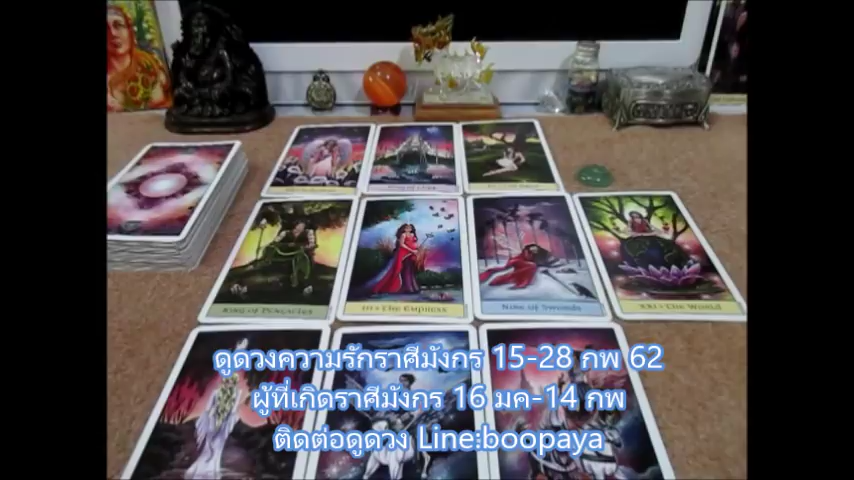 KING OF PENTACLES
III • THE EMPRESS
NINE OF SWORDS
XXI • THE WORLD
ดูดวงความรักราศีมังกร 15-28 กพ 62
ผู้ที่เกิดราศีมังกร 16 มค-14 กพ
ติดต่อดูดวง Line:boopaya